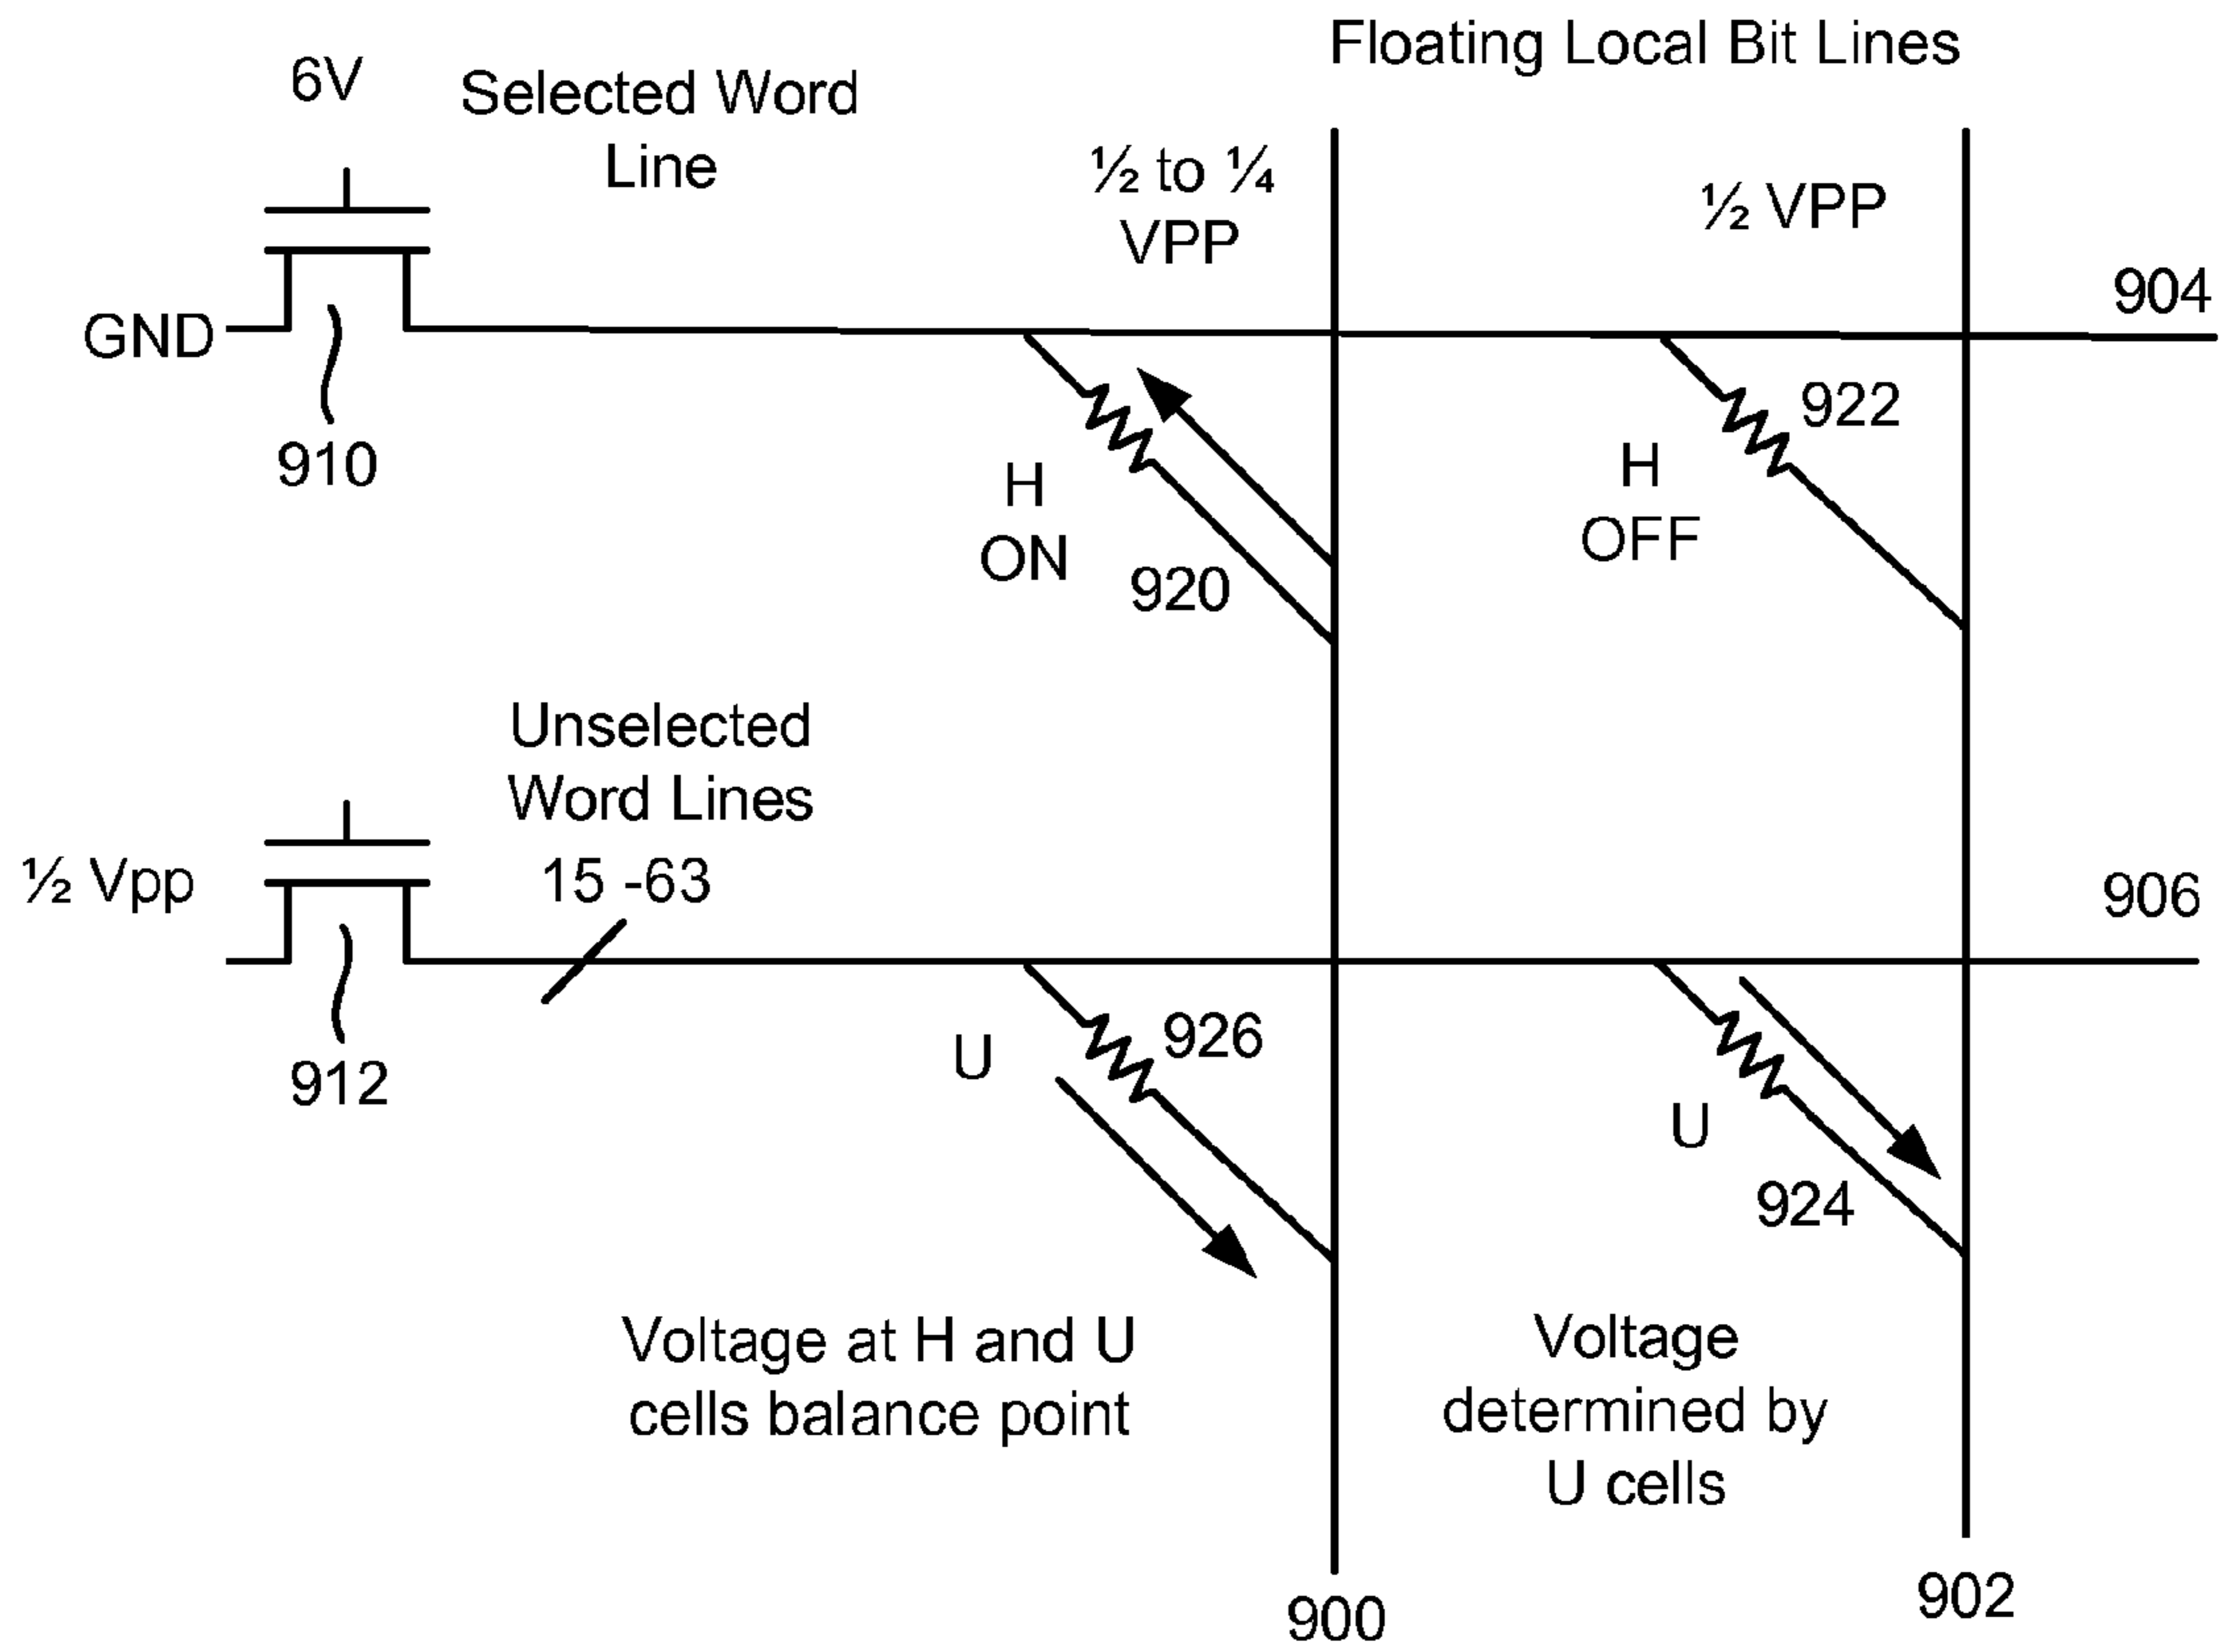 Floating Local Bit Lines
6V
Selected Word
Line
½ to ¼
VPP
½ VPP
904
GND
910
H
ON
920
922
H
OFF
Unselected
Word Lines
15 -63
½ Vpp
906
912
U
926
U
924
Voltage at H and U
cells balance point
Voltage
determined by
U cells
900
902